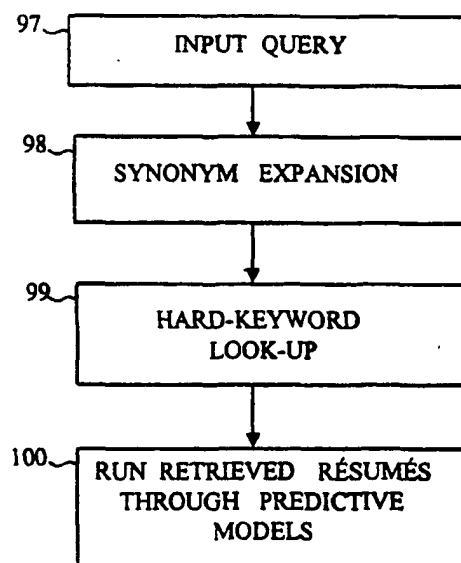 97
INPUT QUERY
98
SYNONYM EXPANSION
99
HARD-KEYWORD
LOOK-UP
100
RUN RETRIEVED RÉSUMÉS
THROUGH PREDICTIVE
MODELS